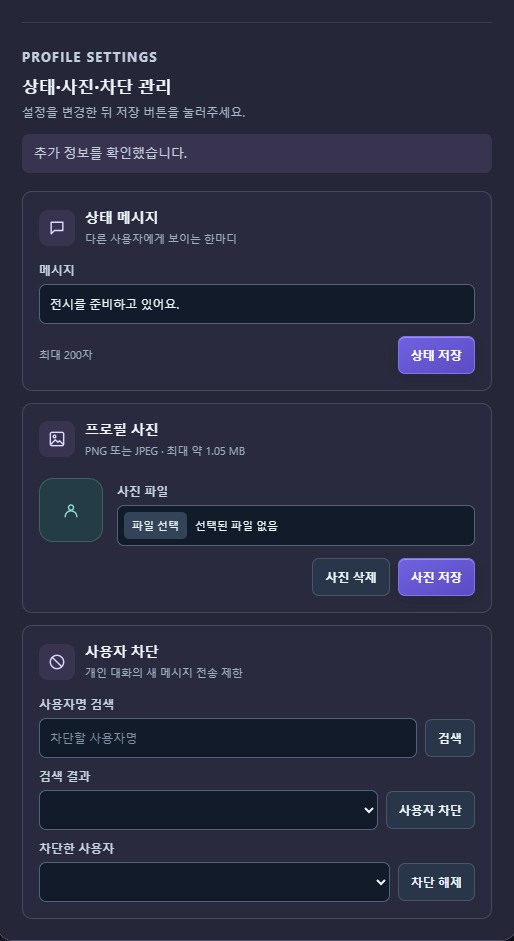 PROFILE SETTINGS
상태·사진·차단 관리
설정을 변경한 뒤 저장 버튼을 눌러주세요.
추가 정보를 확인했습니다.
상태 메시지
다른 사용자에게 보이는 한마디
메시지
전시를 준비하고 있어요.
최대 200자
상태 저장
프로필 사진
PNG 또는 JPEG · 최대 약 1.05 MB
사진 파일
파일 선택 선택된 파일 없음
사진 삭제
사진 저장
사용자 차단
개인 대화의 새 메시지 전송 제한
사용자명 검색
차단할 사용자명
검색
검색 결과
사용자 차단
차단한 사용자
차단 해제